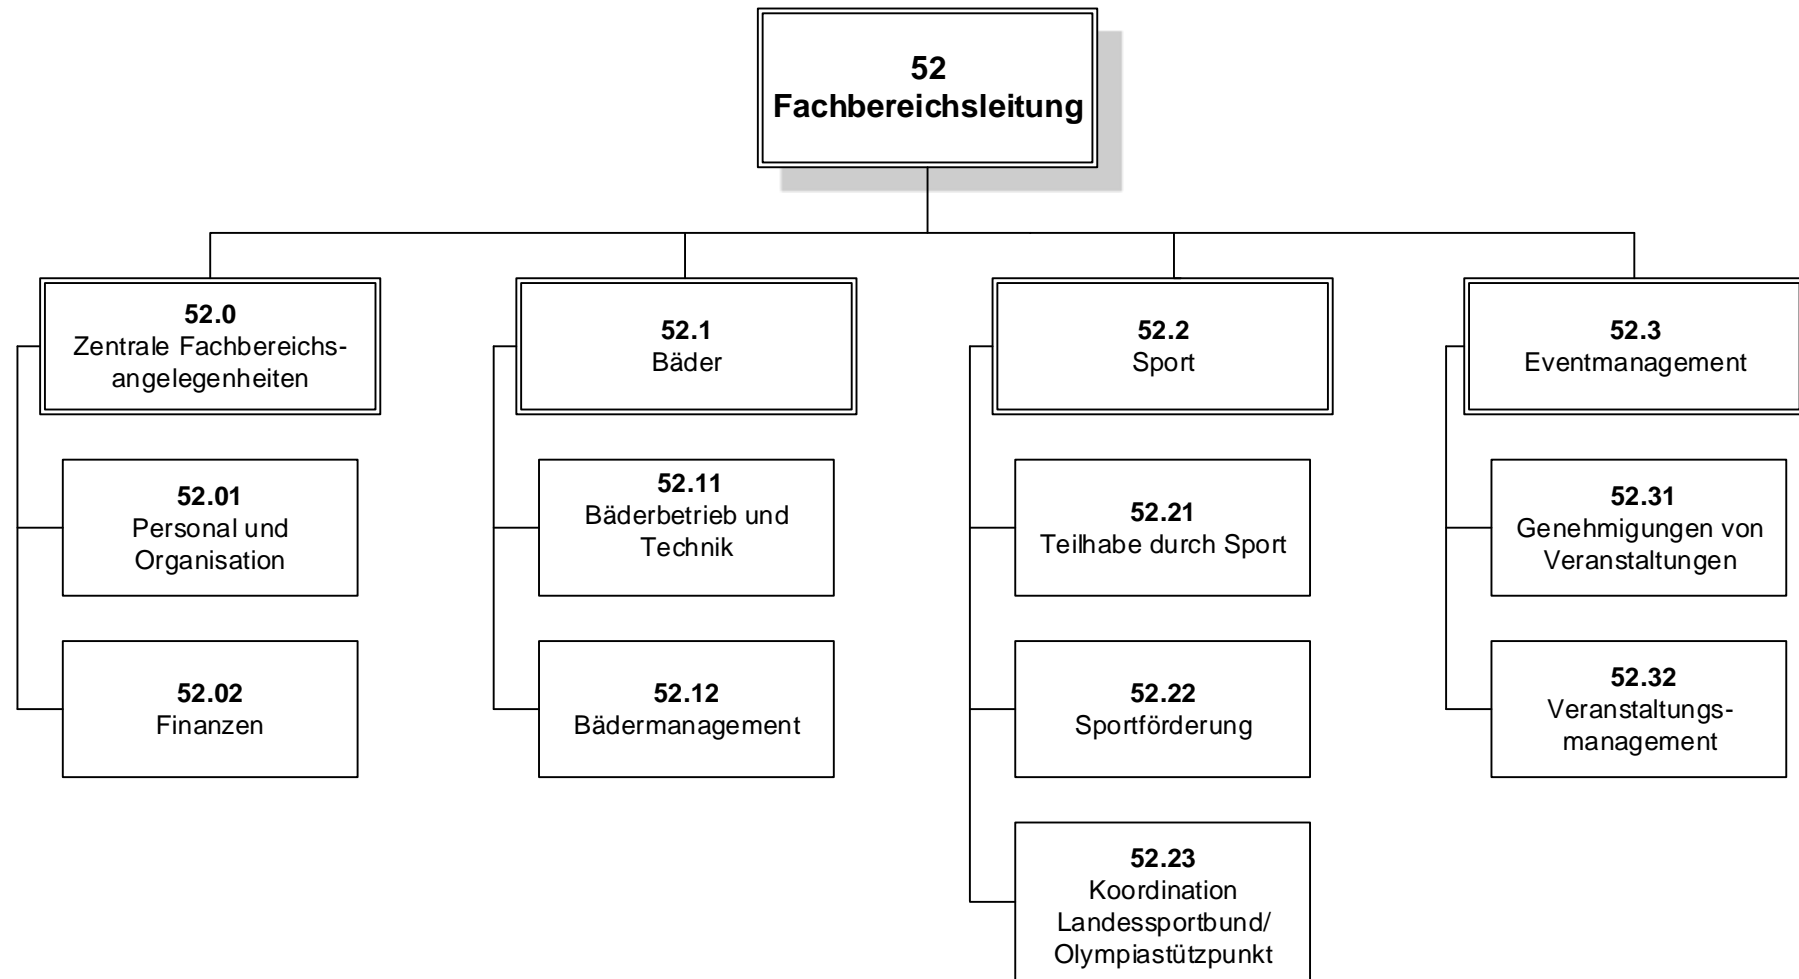 52
Fachbereichsleitung
52.0
Zentrale Fachbereichs-
angelegenheiten
52.1
Bäder
52.2
Sport
52.3
Eventmanagement
52.01
Personal und
Organisation
52.11
Bäderbetrieb und
Technik
52.21
Teilhabe durch Sport
52.31
Genehmigungen von
Veranstaltungen
52.02
Finanzen
52.12
Bädermanagement
52.22
Sportförderung
52.32
Veranstaltungs-
management
52.23
Koordination
Landessportbund/
Olympiastützpunkt